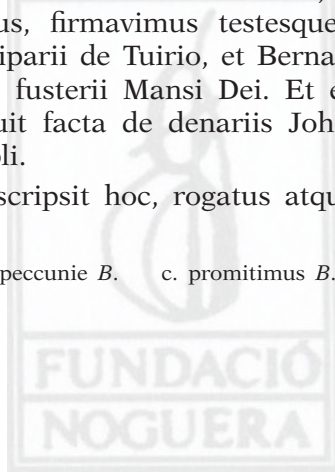 us, firmavimus testesque
iparii de Tuirio, et Berna
fusterii Mansi Dei. Et e
uit facta de denariis Joh
oli.
scripsit hoc, rogatus atqu
peccunie B. c. promitimus B.
FUNDACIÓ
NOGUERA